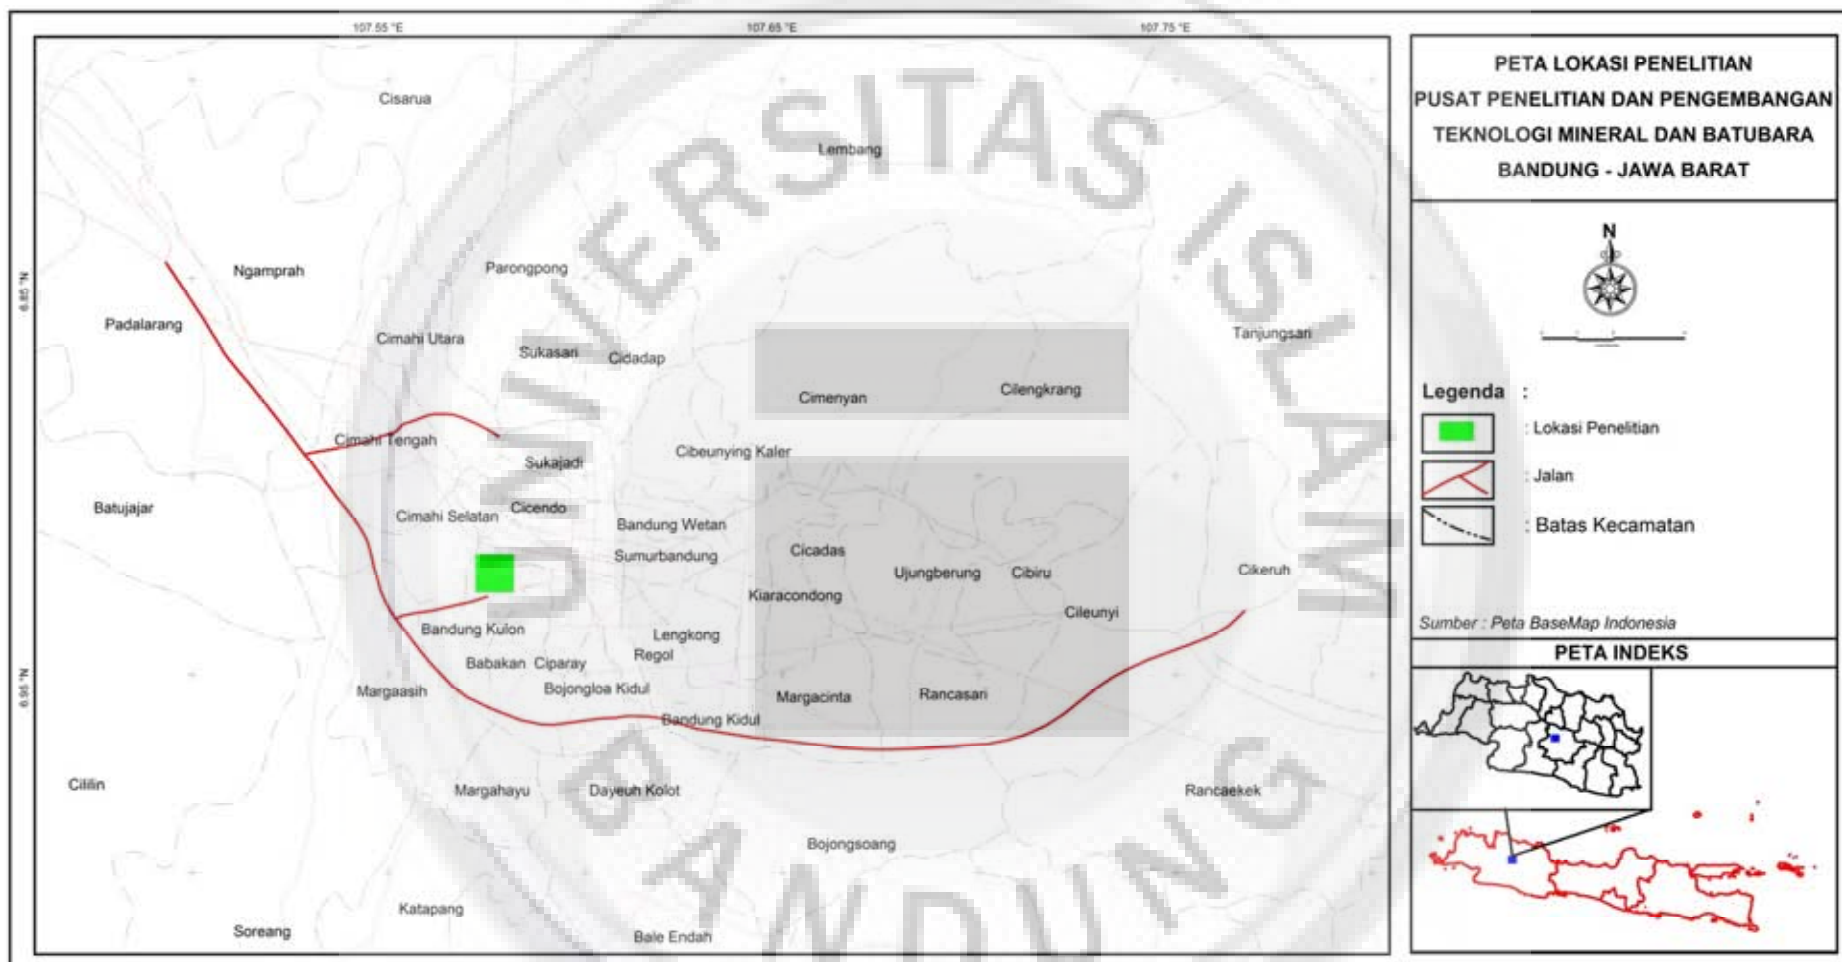 107.55 °E
107.65 °E
107.75 °E
6.85 °N
6.95 °N
UNIVERSITAS ISLAM
BANDUNG
Cisarua
Lembang
Ngamprah
Parongpong
Padalarang
Cimahi Utara
Sukasari
Cidadap
Tanjungsari
Cimenyan
Cilengkrang
Cimahi Tengah
Sukajadi
Cibeunying Kaler
Batujajar
Cimahi Selatan
Cicendo
Bandung Wetan
Sumurbandung
Cicadas
Ujungberung
Cibiru
Cikeruh
Kiaracondong
Cileunyi
Bandung Kulon
Lengkong
Regol
Babakan Ciparay
Margaasih
Bojongloa Kidul
Margacinta
Rancasari
Bandung Kidul
Cililin
Margahayu
Dayeuh Kolot
Rancaekek
Bojongsoang
Katapang
Soreang
Bale Endah
PETA LOKASI PENELITIAN
PUSAT PENELITIAN DAN PENGEMBANGAN
TEKNOLOGI MINERAL DAN BATUBARA
BANDUNG - JAWA BARAT
N
Legenda :
: Lokasi Penelitian
: Jalan
: Batas Kecamatan
Sumber : Peta BaseMap Indonesia
PETA INDEKS